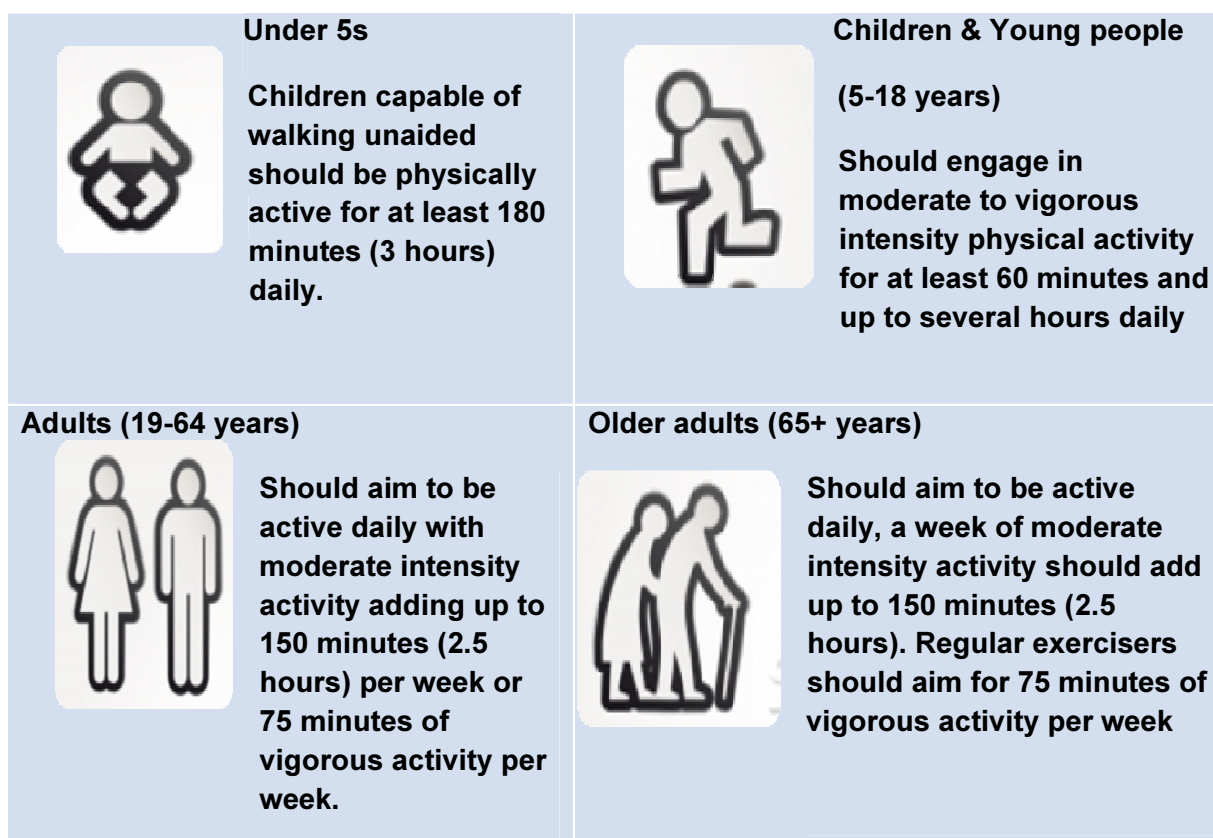 Under 5s
Children capable of
walking unaided
should be physically
active for at least 180
minutes (3 hours)
daily.
Children & Young people
(5-18 years)
Should engage in
moderate to vigorous
intensity physical activity
for at least 60 minutes and
up to several hours daily
Adults (19-64 years)
Should aim to be
active daily with
moderate intensity
activity adding up to
150 minutes (2.5
hours) per week or
75 minutes of
vigorous activity per
week.
Older adults (65+ years)
Should aim to be active
daily, a week of moderate
intensity activity should add
up to 150 minutes (2.5
hours). Regular exercisers
should aim for 75 minutes of
vigorous activity per week